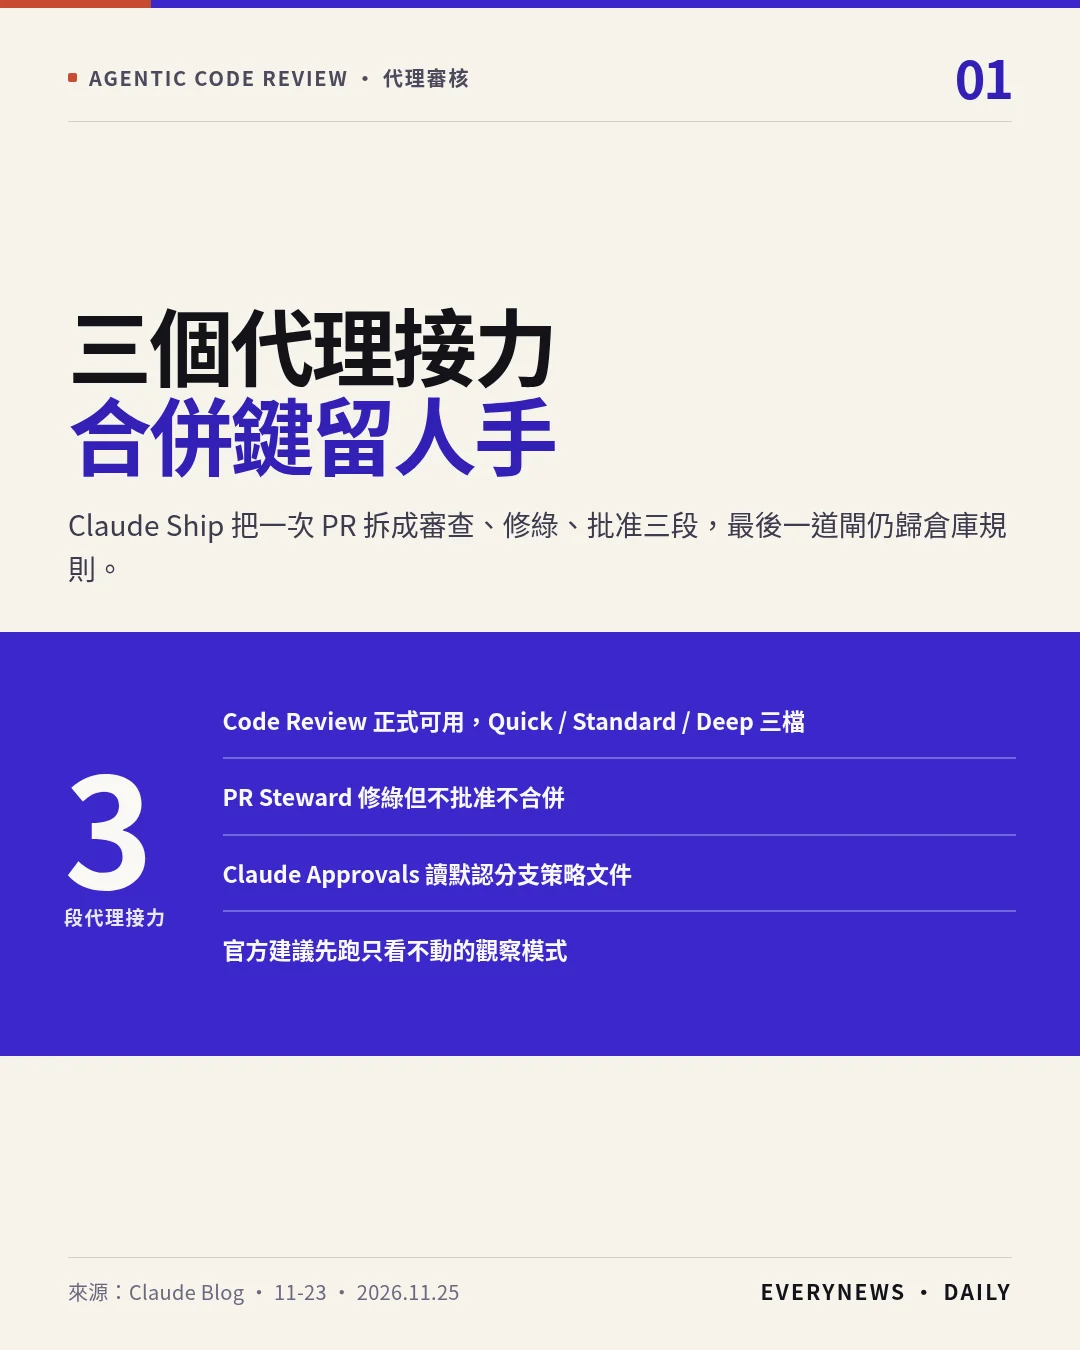 AGENTIC CODE REVIEW · 代理審核
01
三個代理接力
合併鍵留人手
Claude Ship 把一次 PR 拆成審查、修綠、批准三段，最後一道閘仍歸倉庫規
則。
3
段代理接力
Code Review 正式可用，Quick / Standard / Deep 三檔
PR Steward 修綠但不批准不合併
Claude Approvals 讀默認分支策略文件
官方建議先跑只看不動的觀察模式
來源：Claude Blog · 11-23 · 2026.11.25
EVERYNEWS · DAILY